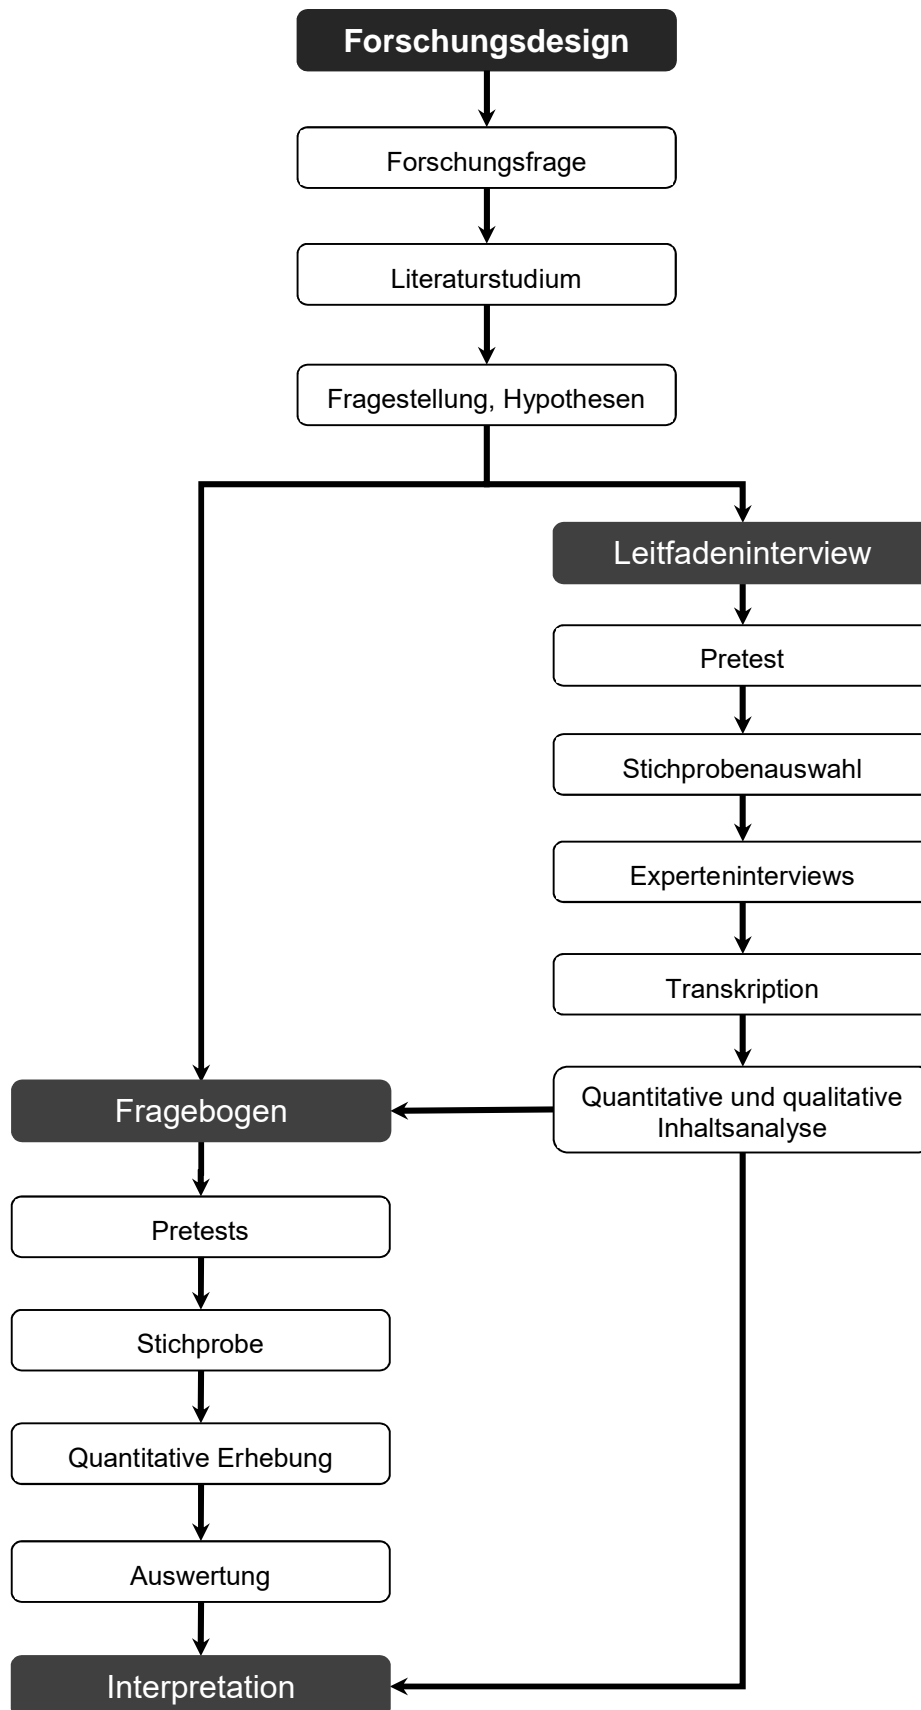 Forschungsdesign
Forschungsfrage
Literaturstudium
Fragestellung, Hypothesen
Leitfadeninterview
Pretest
Stichprobenauswahl
Experteninterviews
Transkription
Quantitative und qualitative
Inhaltsanalyse
Fragebogen
Pretests
Stichprobe
Quantitative Erhebung
Auswertung
Interpretation